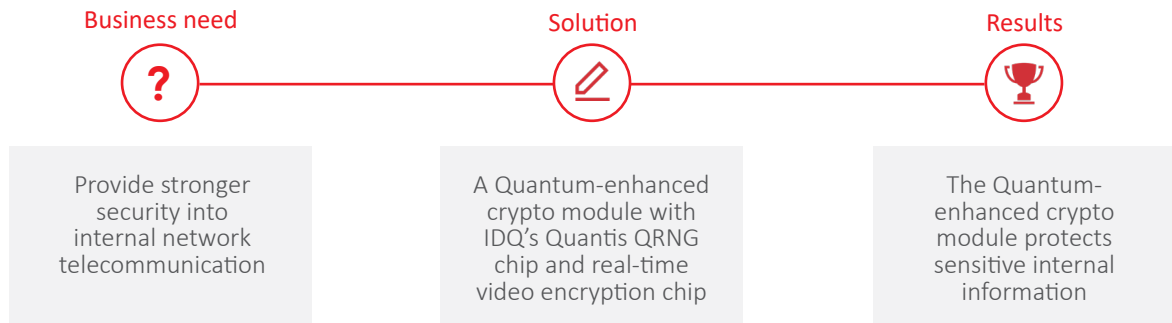 Business need
Solution
Results
?
Provide stronger
security into
internal network
telecommunication
A Quantum-enhanced
crypto module with
IDQ’s Quantis QRNG
chip and real-time
video encryption chip
The Quantum-
enhanced crypto
module protects
sensitive internal
information